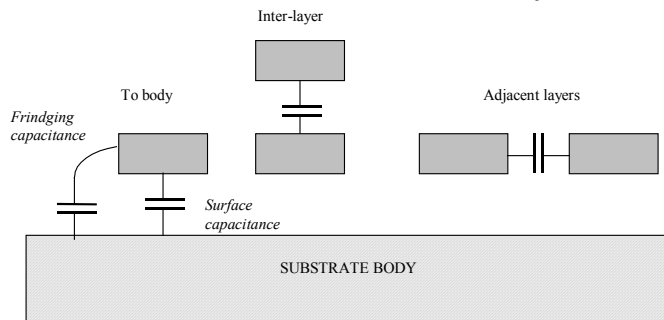 Inter-layer
To body
Adjacent layers
Frindging
capacitance
Surface
capacitance
SUBSTRATE BODY